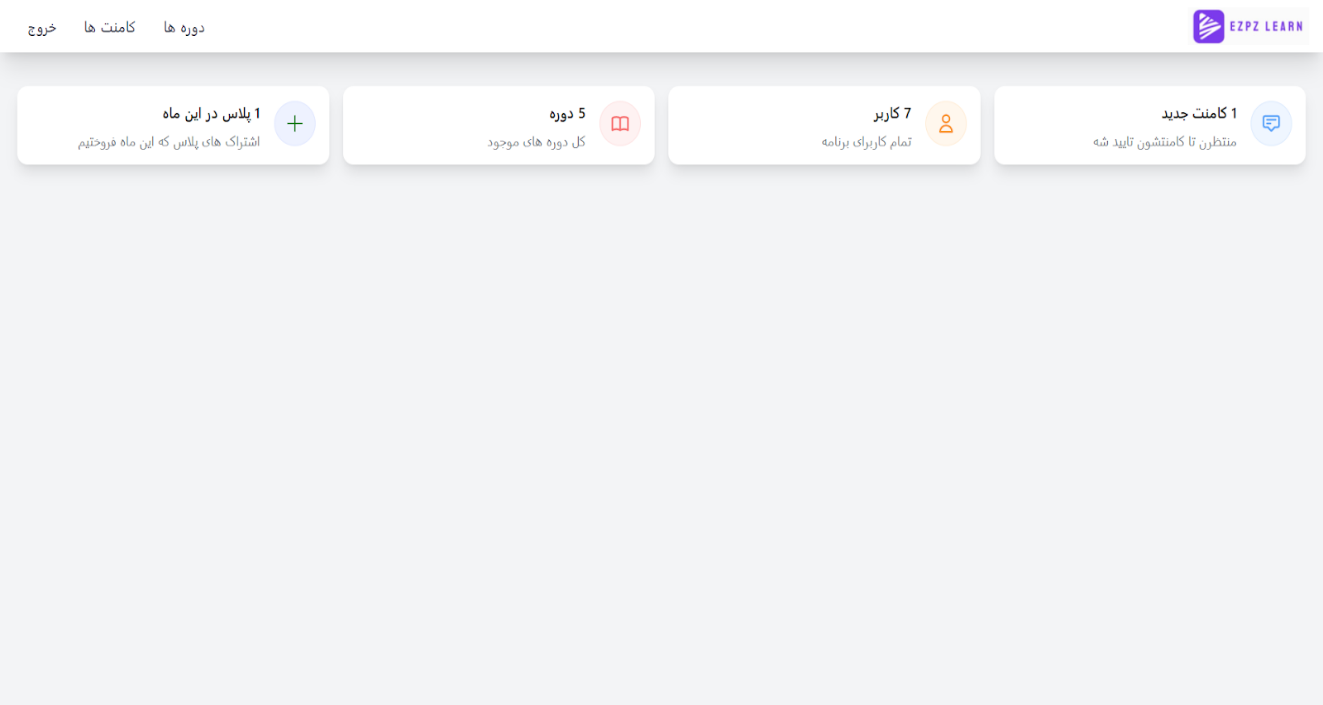 EZPZ LEARN
دوره ها
کامنت ها
خروج
1 کامنت جدید
منتظرن تا کامنتشون تایید شه
7 کاربر
تمام کاربرای برنامه
5 دوره
کل دوره های موجود
1 پلاس در این ماه
اشتراک های پلاس که این ماه فروختیم